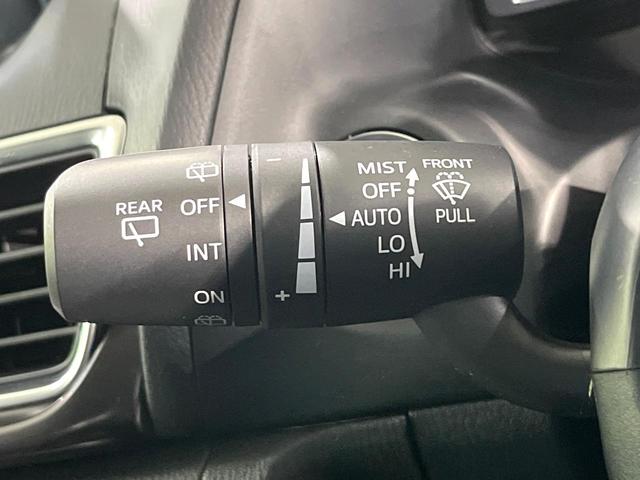 REAR
OFF
INT
ON
−
+
MIST
OFF
AUTO
LO
HI
FRONT
PULL